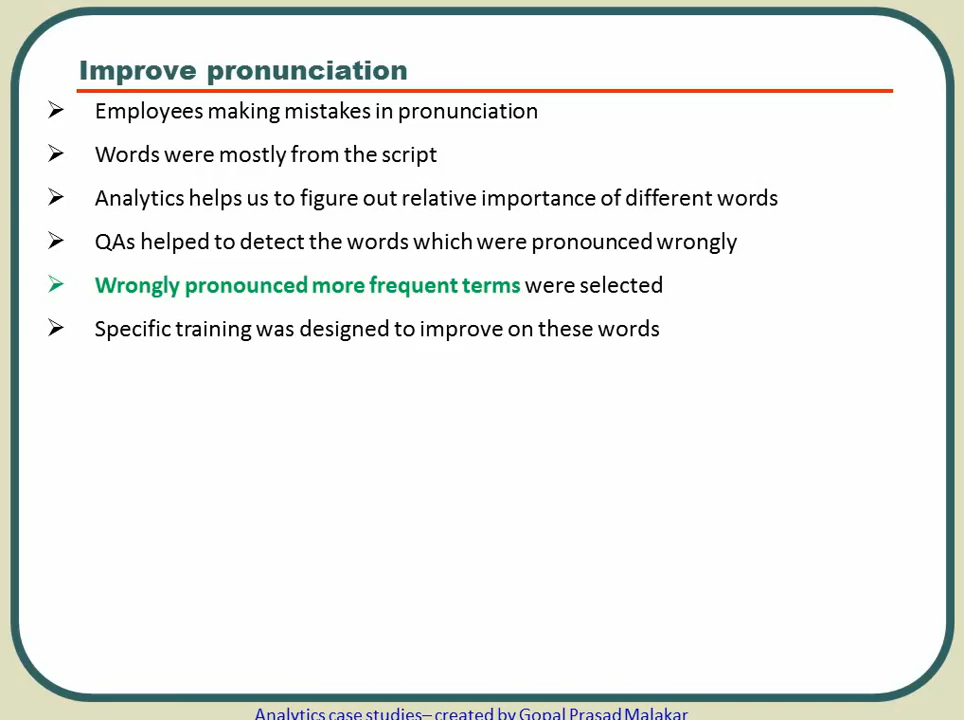 Improve pronunciation
Employees making mistakes in pronunciation
Words were mostly from the script
Analytics helps us to figure out relative importance of different words
QAs helped to detect the words which were pronounced wrongly
Wrongly pronounced more frequent terms were selected
Specific training was designed to improve on these words
Analytics case studies– created by Gopal Prasad Malakar